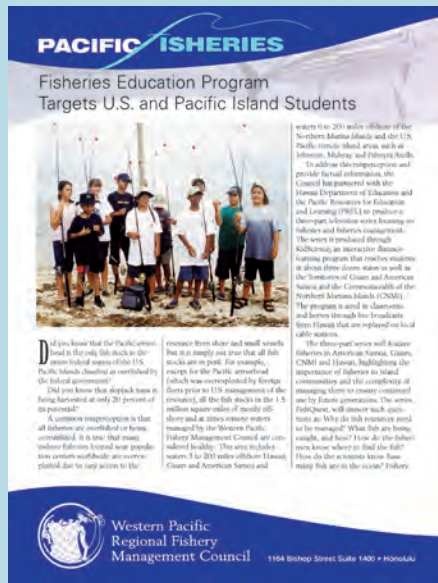 PACIFIC FISHERIES
Fisheries Education Program
Targets U.S. and Pacific Island Students
Did you know that the Pacific armor-
head is the only fish stock in the
entire federal waters of the U.S.
Pacific Islands classified as overfished by
the federal government?
Did you know that skipjack tuna is
being harvested at only 20 percent of
its potential?
A common misperception is that
all fisheries are overfished or being
overfished. It is true that many
inshore fisheries located near popula-
tion centers worldwide are overex-
ploited due to easy access to the
resource from shore and small vessels
but it is simply not true that all fish
stocks are in peril. For example,
except for the Pacific armorhead
(which was overexploited by foreign
fleets prior to U.S. management of the
resource), all the fish stocks in the 1.5
million square miles of mostly off-
shore and at times remote waters
managed by the Western Pacific
Fishery Management Council are con-
sidered healthy. This area includes
waters 3 to 200 miles offshore Hawaii,
Guam and American Samoa and
waters 0 to 200 miles offshore of the
Northern Mariana Islands and the U.S.
Pacific remote island areas, such as
Johnston, Midway and Palmyra Atolls.
To address this misperception and
provide factual information, the
Council has partnered with the
Hawaii Department of Education and
the Pacific Resources for Education
and Learning (PREL) to produce a
three-part television series focusing on
fisheries and fisheries management.
The series is produced through
KidScience, an interactive distance-
learning program that reaches students
in about three dozen states as well as
the Territories of Guam and American
Samoa and the Commonwealth of the
Northern Mariana Islands (CNMI).
The program is aired in classrooms
and homes through live broadcasts
from Hawaii that are replayed on local
cable stations.
The three-part series will feature
fisheries in American Samoa, Guam,
CNMI and Hawaii, highlighting the
importance of fisheries to island
communities and the complexity of
managing them to ensure continued
use by future generations. The series,
FishQuest, will answer such ques-
tions as: Why do fish resources need
to be managed? What fish are being
caught, and how? How do the fisher-
men know where to find the fish?
How do the scientists know how
many fish are in the ocean? Fishery
Western Pacific
Regional Fishery
Management Council
1164 Bishop Street Suite 1400 • Honolulu